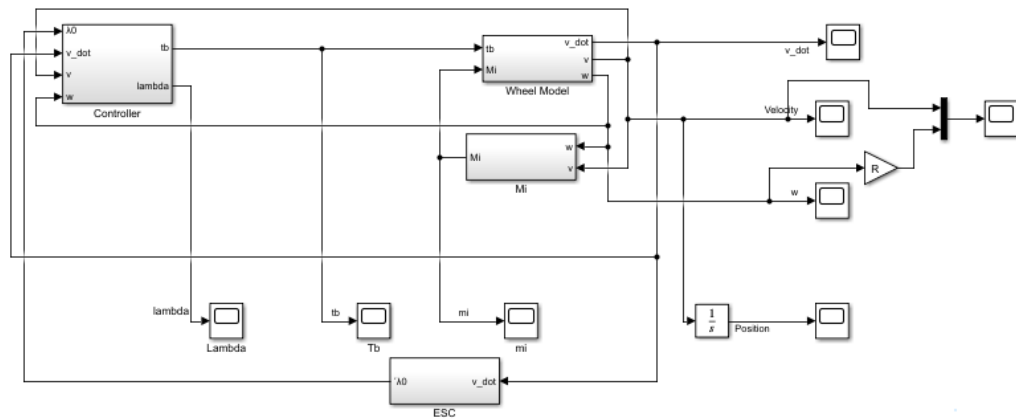 λ0
v_dot
v
w
tb
lambda
Controller
tb
Mi
v_dot
v
w
Wheel Model
v_dot
Velocity
Mi
w
v
Mi
R
w
lambda
Lambda
tb
Tb
mi
mi
1
s
Position
λ0
v_dot
ESC